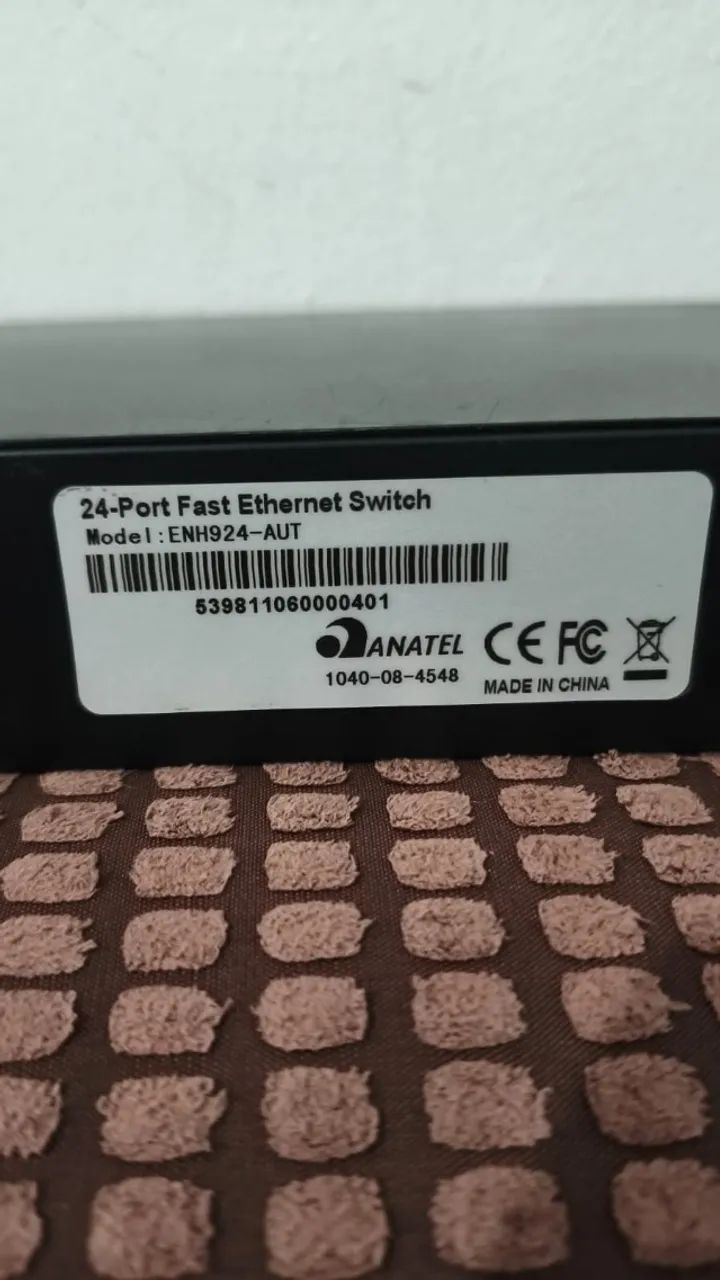 24-Port Fast Ethernet Switch
Model:ENH924-AUT
539811060000401
ANATEL CE FC
1040-08-4548
MADE IN CHINA